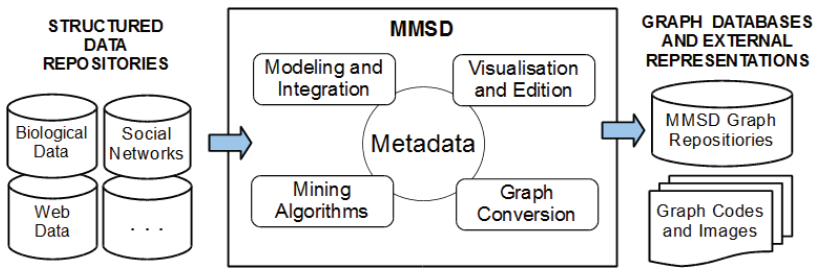 STRUCTURED
DATA
REPOSITORIES
Biological
Data
Social
Networks
Web
Data
. . .
MMSD
Modeling and
Integration
Visualisation
and Edition
Metadata
Mining
Algorithms
Graph
Conversion
GRAPH DATABASES
AND EXTERNAL
REPRESENTATIONS
MMSD Graph
Repositiories
Graph Codes
and Images